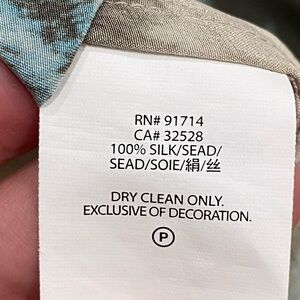 RN# 91714
CA# 32528
100% SILK/SEAD/
SEAD/SOIE/絹/丝
DRY CLEAN ONLY.
EXCLUSIVE OF DECORATION.
P